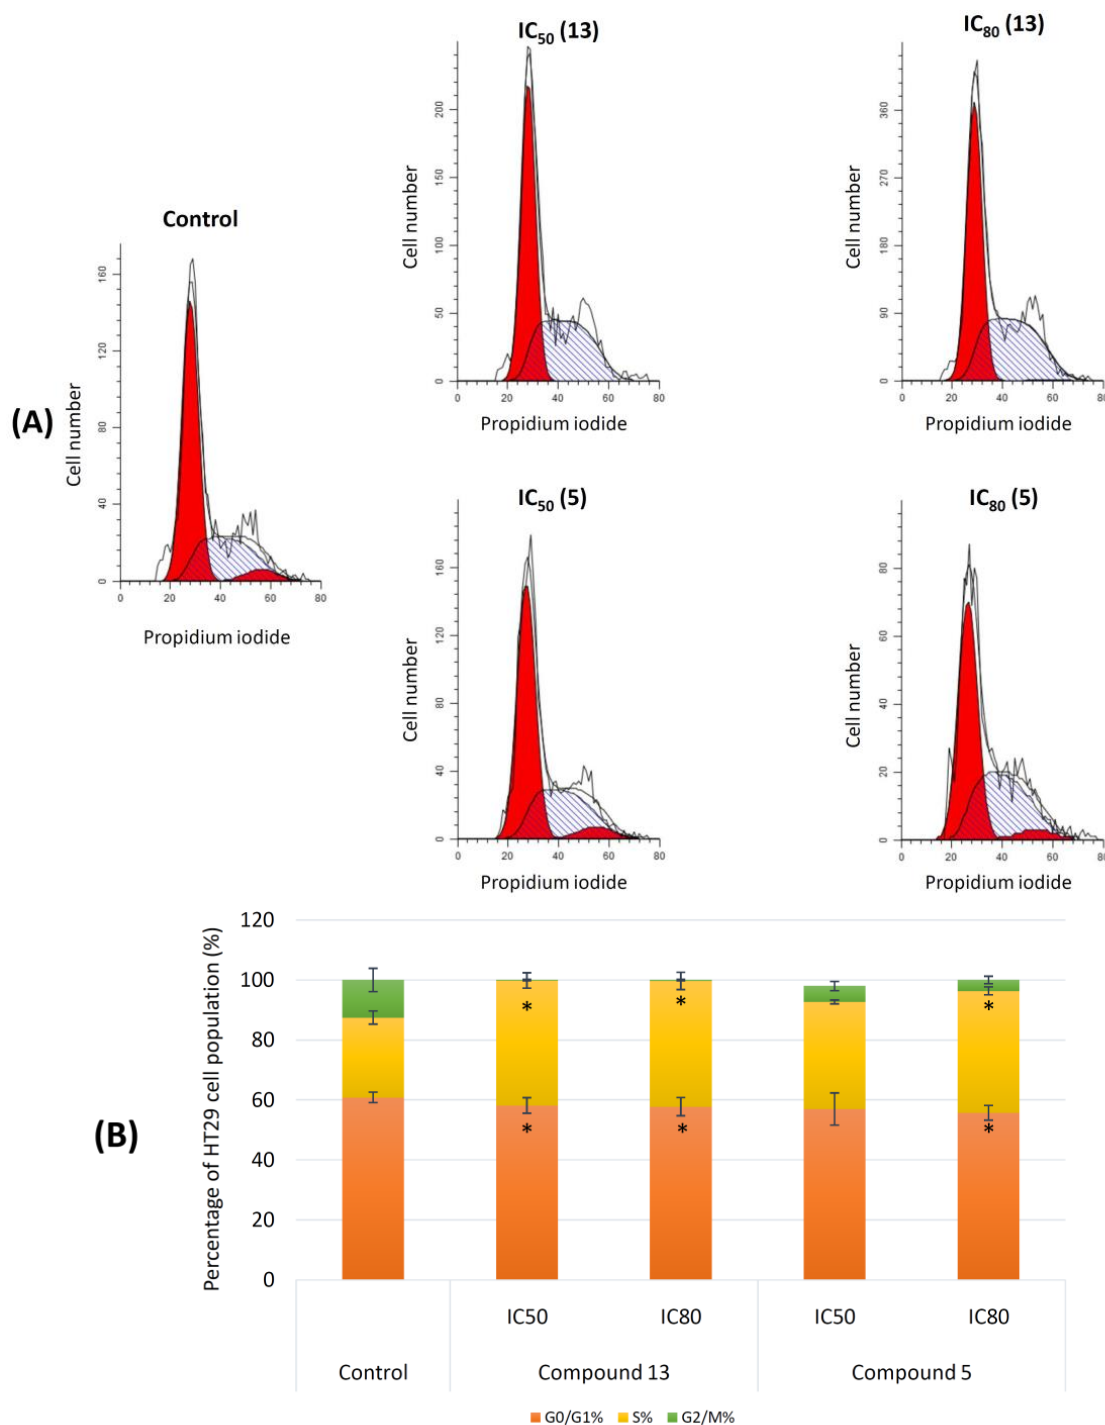 IC50 (13)
IC80 (13)
Cell number
200
150
100
50
0
0 20 40 60 80
Propidium iodide
Cell number
360
270
180
90
0
0 20 40 60 80
Propidium iodide
Control
(A)
Cell number
160
120
80
40
0
0 20 40 60 80
Propidium iodide
IC50 (5)
IC80 (5)
Cell number
160
120
80
40
0
0 20 40 60 80
Propidium iodide
Cell number
80
60
40
20
0
0 20 40 60 80
Propidium iodide
(B)
Percentage of HT29 cell population (%)
120
100
80
60
40
20
0
* * *
* * *
IC50 IC80 IC50 IC80
Control Compound 13 Compound 5
G0/G1% S% G2/M%